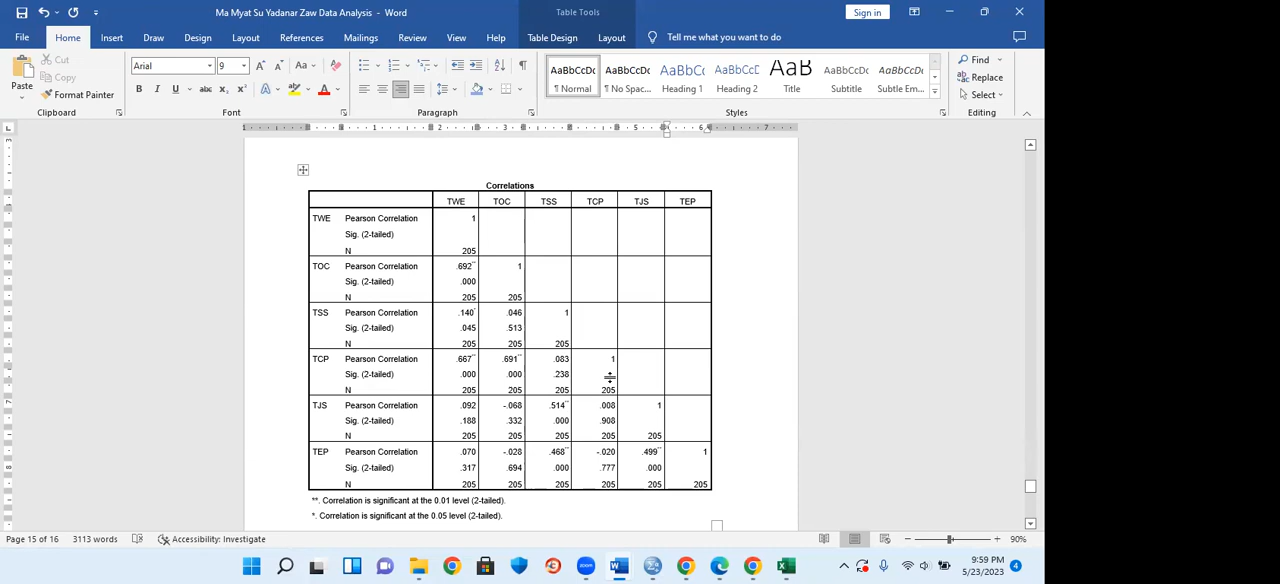 Ma Myat Su Yadanar Zaw Data Analysis - Word
Table Tools
Sign in
File Home Insert Draw Design Layout References Mailings Review View Help Table Design Layout Tell me what you want to do
Paste
Cut
Copy
Format Painter
Clipboard
Arial 9
Font
Paragraph
AaBbCcDc AaBbCcDc AaBbCc AaBbCcD AaB AaBbCcD AaBbCcDc
¶ Normal ¶ No Spac... Heading 1 Heading 2 Title Subtitle Subtle Em...
Styles
Find
Replace
Select
Editing
Correlations
TWE TOC TSS TCP TJS TEP
TWE Pearson Correlation 1
Sig. (2-tailed)
N 205
TOC Pearson Correlation .692** 1
Sig. (2-tailed) .000
N 205 205
TSS Pearson Correlation .140* .046 1
Sig. (2-tailed) .045 .513
N 205 205 205
TCP Pearson Correlation .667** .691** .083 1
Sig. (2-tailed) .000 .000 .238
N 205 205 205 205
TJS Pearson Correlation .092 -.068 .514** .008 1
Sig. (2-tailed) .188 .332 .000 .908
N 205 205 205 205 205
TEP Pearson Correlation .070 -.028 .468** -.020 .499** 1
Sig. (2-tailed) .317 .694 .000 .777 .000
N 205 205 205 205 205 205
**. Correlation is significant at the 0.01 level (2-tailed).
*. Correlation is significant at the 0.05 level (2-tailed).
Page 15 of 16 3113 words Accessibility: Investigate 90%
zoom
9:59 PM
5/23/2023
4